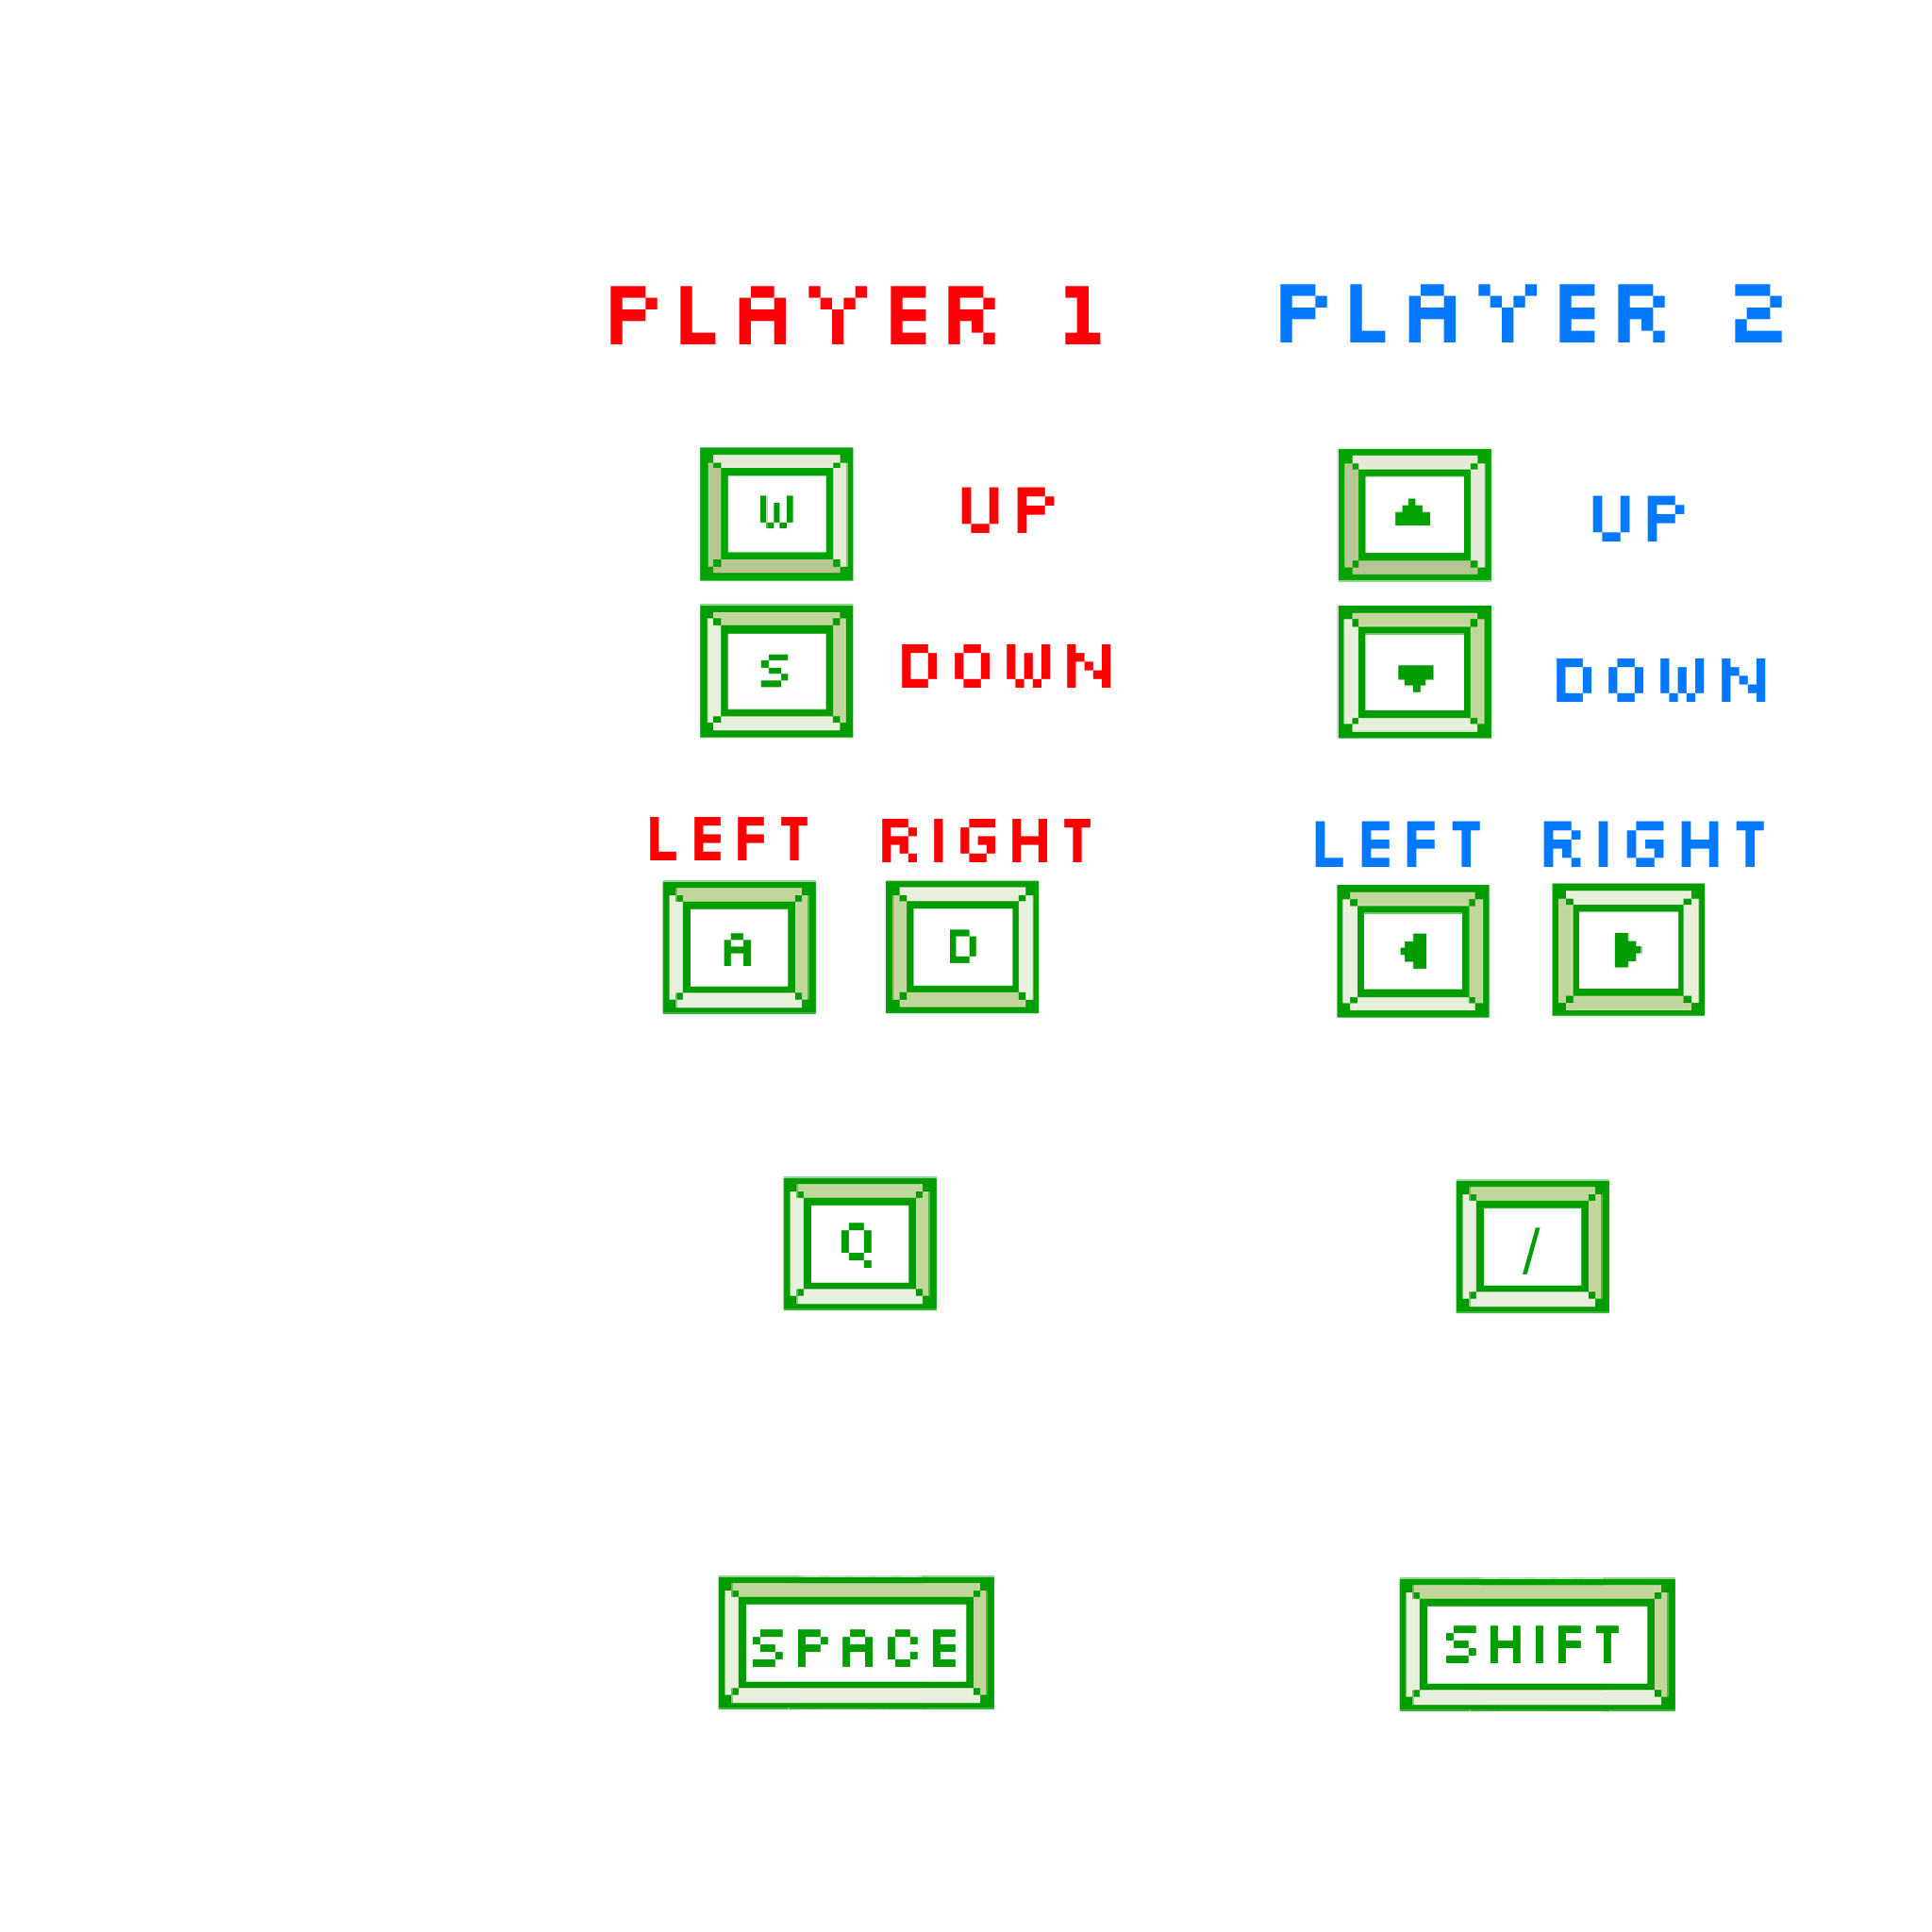 PLAYER 1 PLAYER 2
W UP UP
S DOWN DOWN
LEFT RIGHT LEFT RIGHT
A D
Q /
SPACE SHIFT